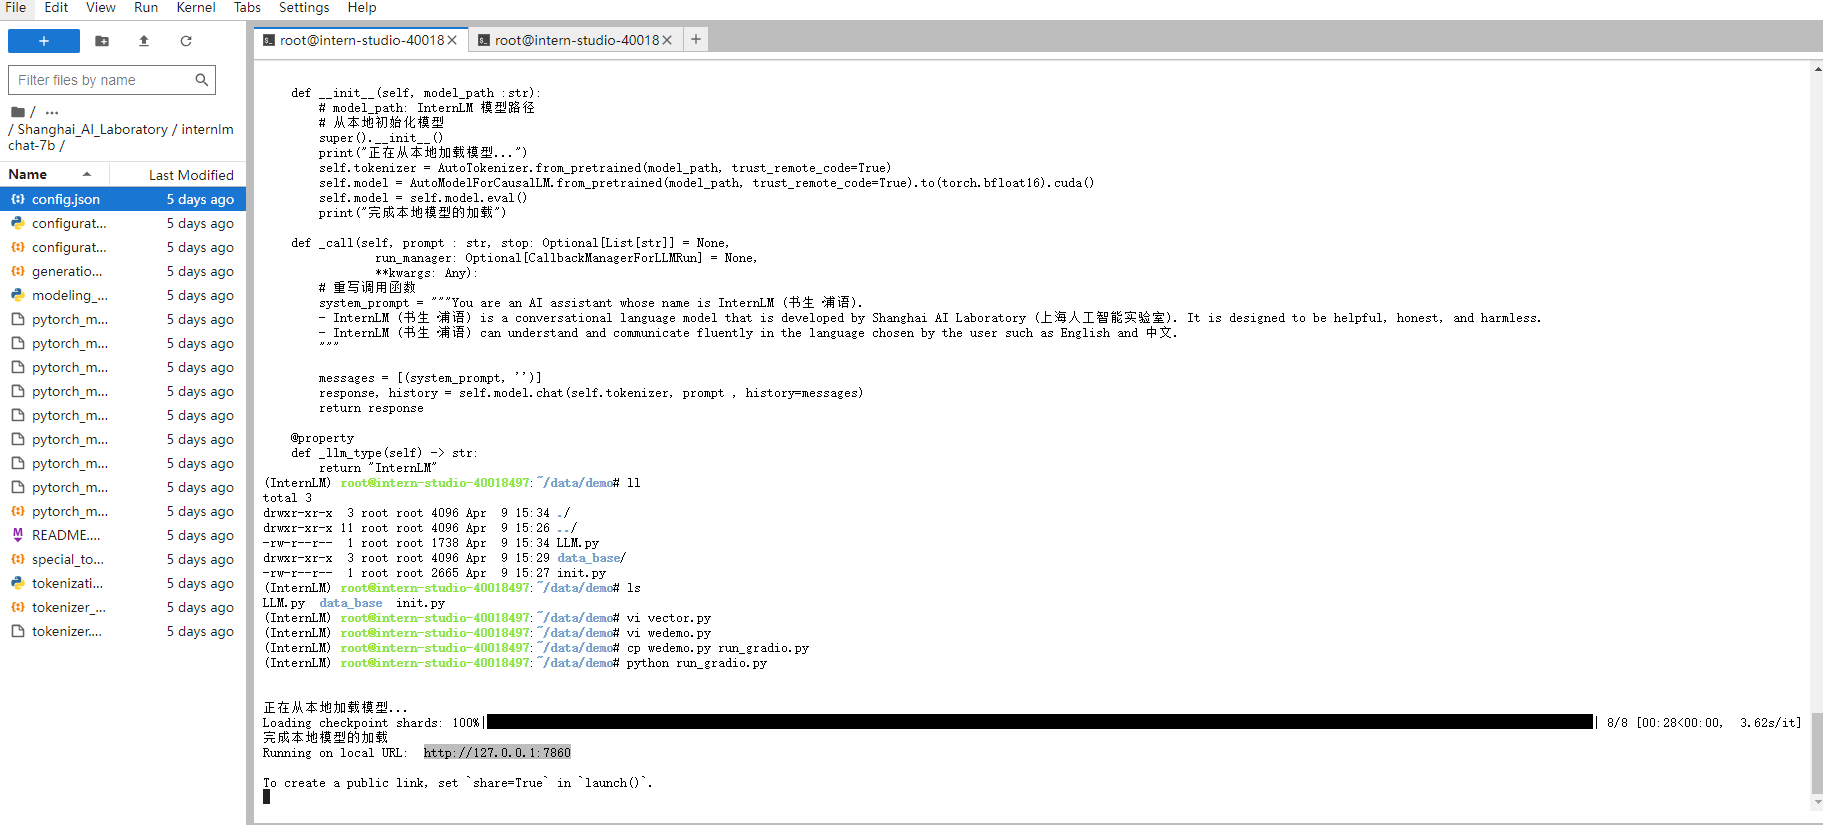 File Edit View Run Kernel Tabs Settings Help
+
Filter files by name
/ ...
/ Shanghai_AI_Laboratory / internlm
chat-7b /
Name Last Modified
config.json 5 days ago
configurat... 5 days ago
configurat... 5 days ago
generatio... 5 days ago
modeling_... 5 days ago
pytorch_m... 5 days ago
pytorch_m... 5 days ago
pytorch_m... 5 days ago
pytorch_m... 5 days ago
pytorch_m... 5 days ago
pytorch_m... 5 days ago
pytorch_m... 5 days ago
pytorch_m... 5 days ago
pytorch_m... 5 days ago
README.... 5 days ago
special_to... 5 days ago
tokenizati... 5 days ago
tokenizer_... 5 days ago
tokenizer.... 5 days ago
root@intern-studio-40018 × root@intern-studio-40018 × +
def __init__(self, model_path :str):
# model_path: InternLM 模型路径
# 从本地初始化模型
super().__init__()
print("正在从本地加载模型...")
self.tokenizer = AutoTokenizer.from_pretrained(model_path, trust_remote_code=True)
self.model = AutoModelForCausalLM.from_pretrained(model_path, trust_remote_code=True).to(torch.bfloat16).cuda()
self.model = self.model.eval()
print("完成本地模型的加载")
def _call(self, prompt : str, stop: Optional[List[str]] = None,
run_manager: Optional[CallbackManagerForLLMRun] = None,
**kwargs: Any):
# 重写调用函数
system_prompt = """You are an AI assistant whose name is InternLM (书生·浦语).
- InternLM (书生·浦语) is a conversational language model that is developed by Shanghai AI Laboratory (上海人工智能实验室). It is designed to be helpful, honest, and harmless.
- InternLM (书生·浦语) can understand and communicate fluently in the language chosen by the user such as English and 中文.
"""
messages = [(system_prompt, '')]
response, history = self.model.chat(self.tokenizer, prompt , history=messages)
return response
@property
def _llm_type(self) -> str:
return "InternLM"
(InternLM) root@intern-studio-40018497:~/data/demo# ll
total 3
drwxr-xr-x 3 root root 4096 Apr 9 15:34 ./
drwxr-xr-x 11 root root 4096 Apr 9 15:26 ../
-rw-r--r-- 1 root root 1738 Apr 9 15:34 LLM.py
drwxr-xr-x 3 root root 4096 Apr 9 15:29 data_base/
-rw-r--r-- 1 root root 2665 Apr 9 15:27 init.py
(InternLM) root@intern-studio-40018497:~/data/demo# ls
LLM.py data_base init.py
(InternLM) root@intern-studio-40018497:~/data/demo# vi vector.py
(InternLM) root@intern-studio-40018497:~/data/demo# vi wedemo.py
(InternLM) root@intern-studio-40018497:~/data/demo# cp wedemo.py run_gradio.py
(InternLM) root@intern-studio-40018497:~/data/demo# python run_gradio.py
正在从本地加载模型...
Loading checkpoint shards: 100%| | 8/8 [00:28<00:00, 3.62s/it]
完成本地模型的加载
Running on local URL: http://127.0.0.1:7860
To create a public link, set `share=True` in `launch()`.